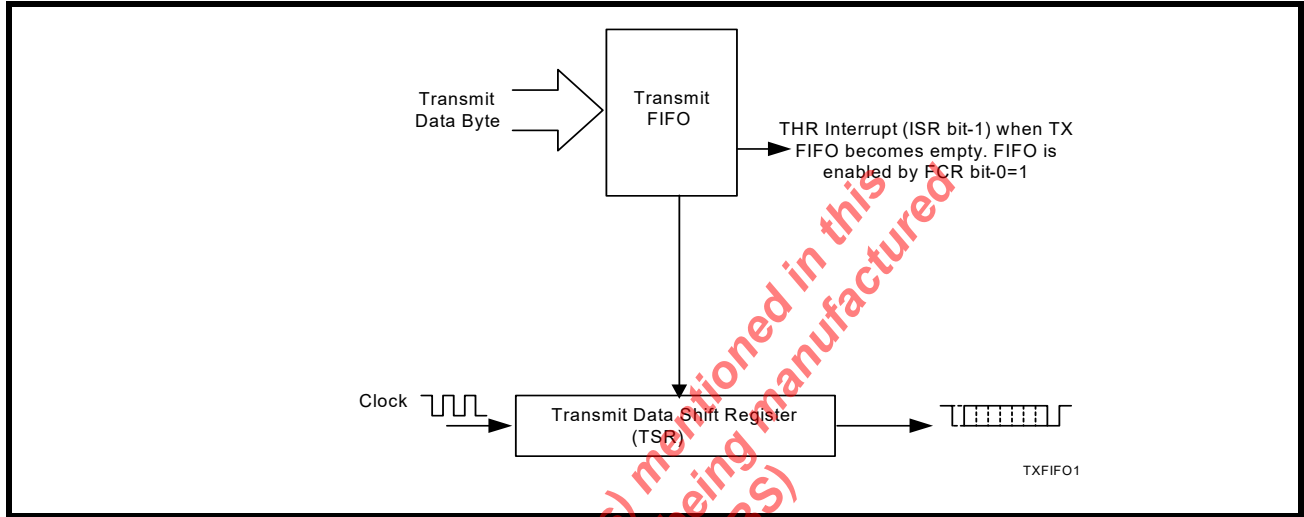 Transmit
Data Byte
Transmit
FIFO
THR Interrupt (ISR bit-1) when TX
FIFO becomes empty. FIFO is
enabled by FCR bit-0=1
Clock
Transmit Data Shift Register
(TSR)
TXFIFO1
mentioned in this
being manufactured